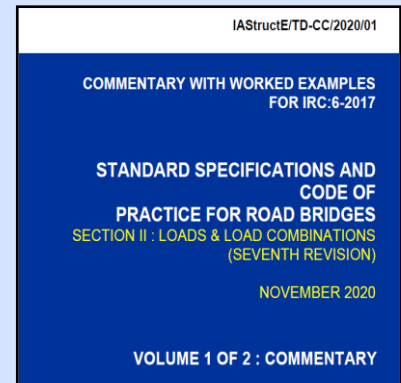 IAStructE/TD-CC/2020/01
COMMENTARY WITH WORKED EXAMPLES
FOR IRC:6-2017
STANDARD SPECIFICATIONS AND
CODE OF
PRACTICE FOR ROAD BRIDGES
SECTION II : LOADS & LOAD COMBINATIONS
(SEVENTH REVISION)
NOVEMBER 2020
VOLUME 1 OF 2 : COMMENTARY